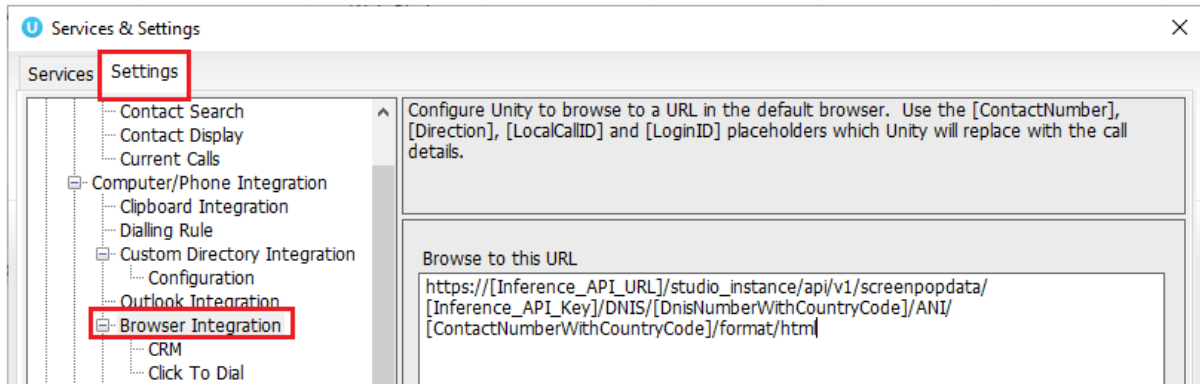 Services & Settings
Services
Settings
Contact Search
Contact Display
Current Calls
Computer/Phone Integration
Clipboard Integration
Dialling Rule
Custom Directory Integration
Configuration
Outlook Integration
Browser Integration
CRM
Click To Dial
Configure Unity to browse to a URL in the default browser. Use the [ContactNumber],
[Direction], [LocalCallID] and [LoginID] placeholders which Unity will replace with the call
details.
Browse to this URL
https://[Inference_API_URL]/studio_instance/api/v1/screenpopdata/
[Inference_API_Key]/DNIS/[DnisNumberWithCountryCode]/ANI/
[ContactNumberWithCountryCode]/format/html